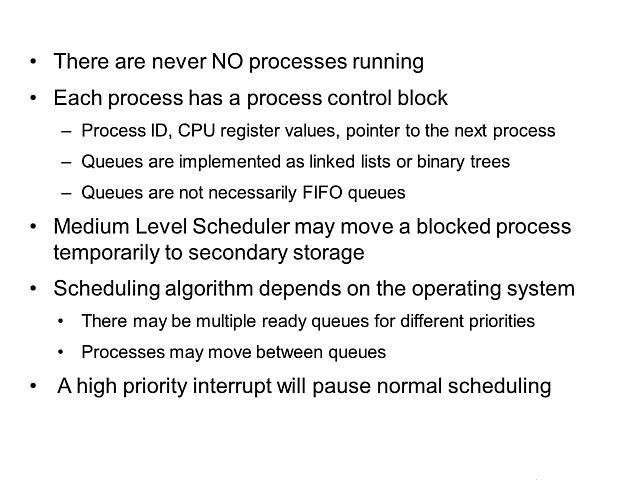 • There are never NO processes running
• Each process has a process control block
– Process ID, CPU register values, pointer to the next process
– Queues are implemented as linked lists or binary trees
– Queues are not necessarily FIFO queues
• Medium Level Scheduler may move a blocked process
temporarily to secondary storage
• Scheduling algorithm depends on the operating system
• There may be multiple ready queues for different priorities
• Processes may move between queues
• A high priority interrupt will pause normal scheduling